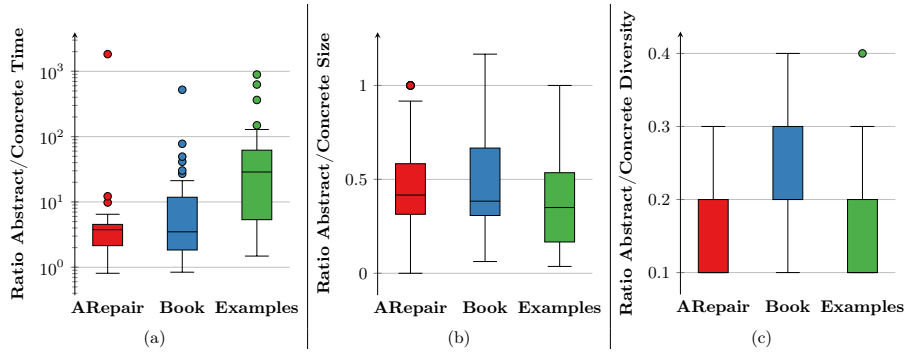 Ratio Abstract/Concrete Time
10^3
10^2
10^1
10^0
ARepair Book Examples
(a)
Ratio Abstract/Concrete Size
1
0.5
0
ARepair Book Examples
(b)
Ratio Abstract/Concrete Diversity
0.4
0.3
0.2
0.1
ARepair Book Examples
(c)